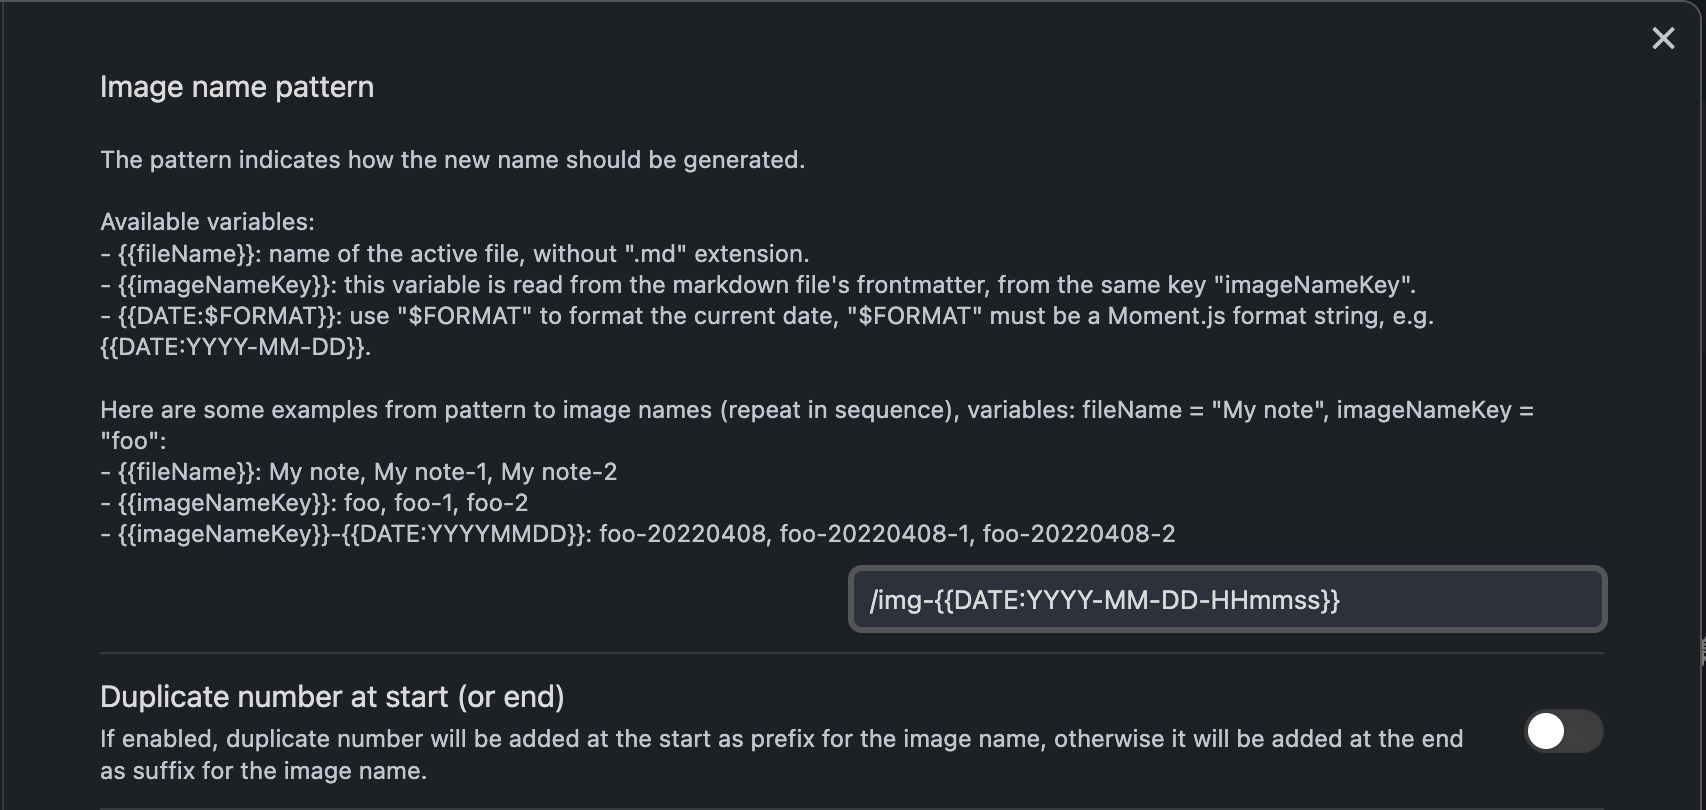 Image name pattern
The pattern indicates how the new name should be generated.
Available variables:
- {{fileName}}: name of the active file, without ".md" extension.
- {{imageNameKey}}: this variable is read from the markdown file's frontmatter, from the same key "imageNameKey".
- {{DATE:$FORMAT}}: use "$FORMAT" to format the current date, "$FORMAT" must be a Moment.js format string, e.g.
{{DATE:YYYY-MM-DD}}.
Here are some examples from pattern to image names (repeat in sequence), variables: fileName = "My note", imageNameKey =
"foo":
- {{fileName}}: My note, My note-1, My note-2
- {{imageNameKey}}: foo, foo-1, foo-2
- {{imageNameKey}}-{{DATE:YYYYMMDD}}: foo-20220408, foo-20220408-1, foo-20220408-2
/img-{{DATE:YYYY-MM-DD-HHmmss}}
Duplicate number at start (or end)
If enabled, duplicate number will be added at the start as prefix for the image name, otherwise it will be added at the end
as suffix for the image name.